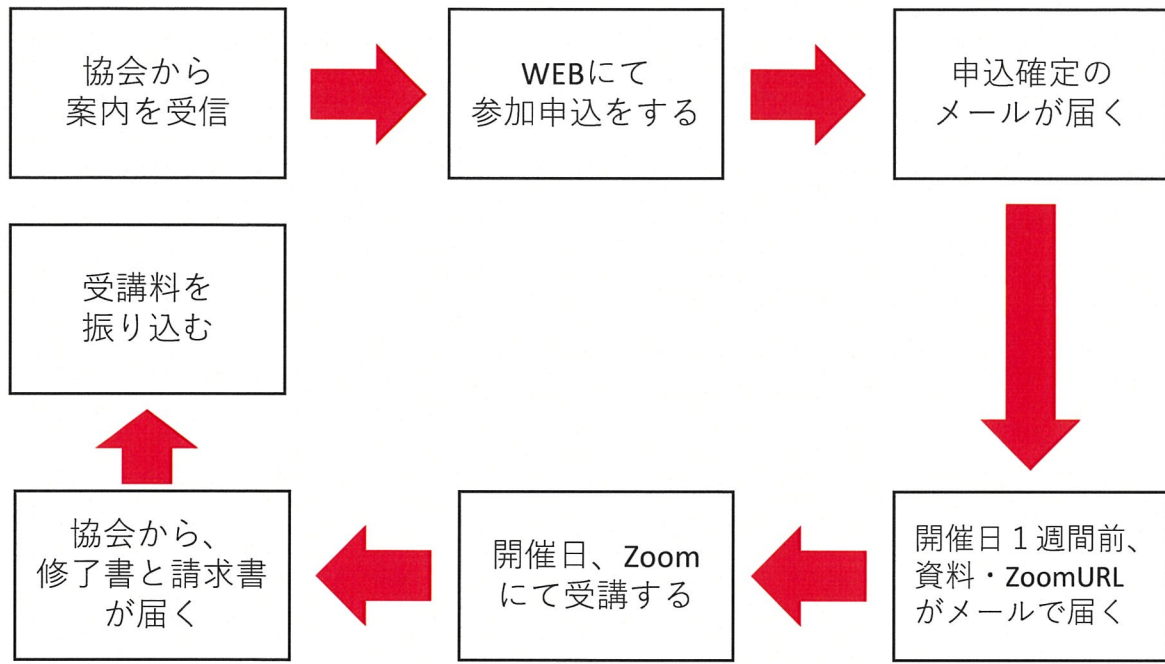 協会から
案内を受信
WEBにて
参加申込をする
申込確定の
メールが届く
開催日１週間前、
資料・ZoomURL
がメールで届く
開催日、Zoom
にて受講する
協会から、
修了書と請求書
が届く
受講料を
振り込む